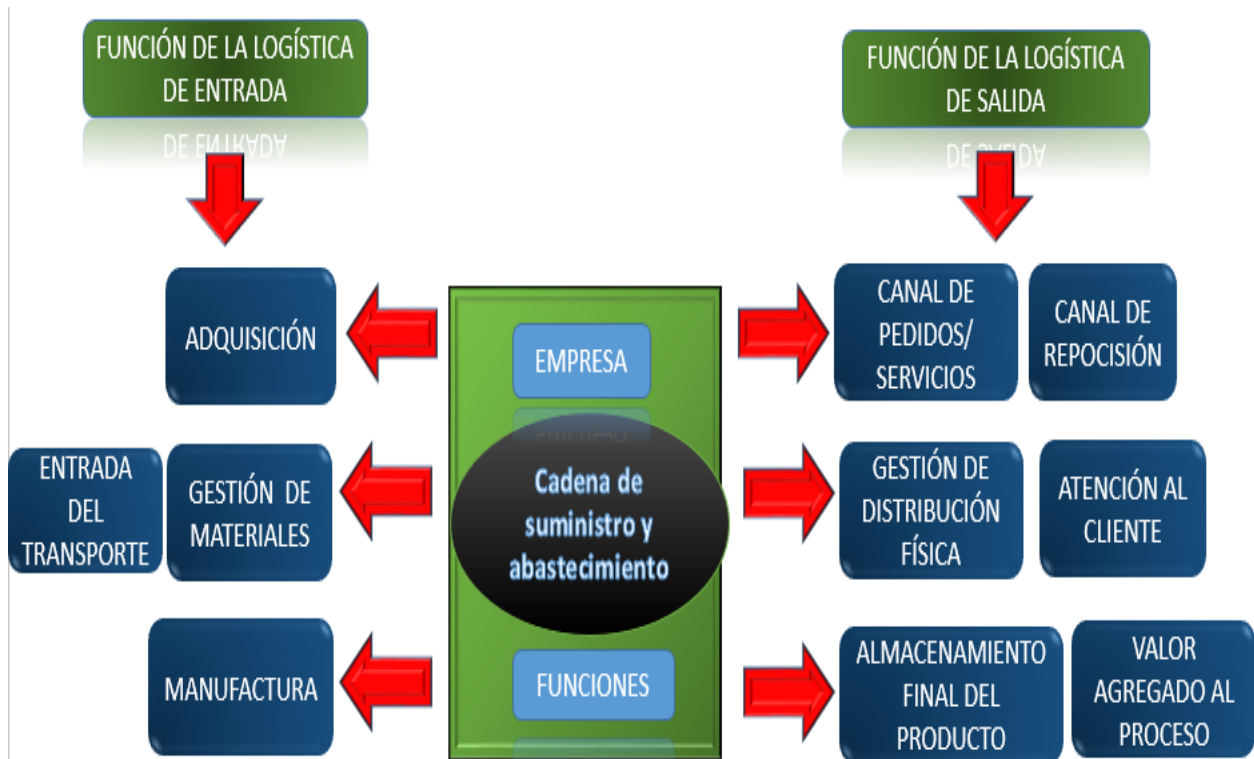 FUNCIÓN DE LA LOGÍSTICA
DE ENTRADA
FUNCIÓN DE LA LOGÍSTICA
DE SALIDA
ADQUISICIÓN
EMPRESA
CANAL DE
PEDIDOS/
SERVICIOS
CANAL DE
REPOCISIÓN
ENTRADA
DEL
TRANSPORTE
GESTIÓN DE
MATERIALES
Cadena de
suministro y
abastecimiento
GESTIÓN DE
DISTRIBUCIÓN
FÍSICA
ATENCIÓN AL
CLIENTE
MANUFACTURA
FUNCIONES
ALMACENAMIENTO
FINAL DEL
PRODUCTO
VALOR
AGREGADO AL
PROCESO